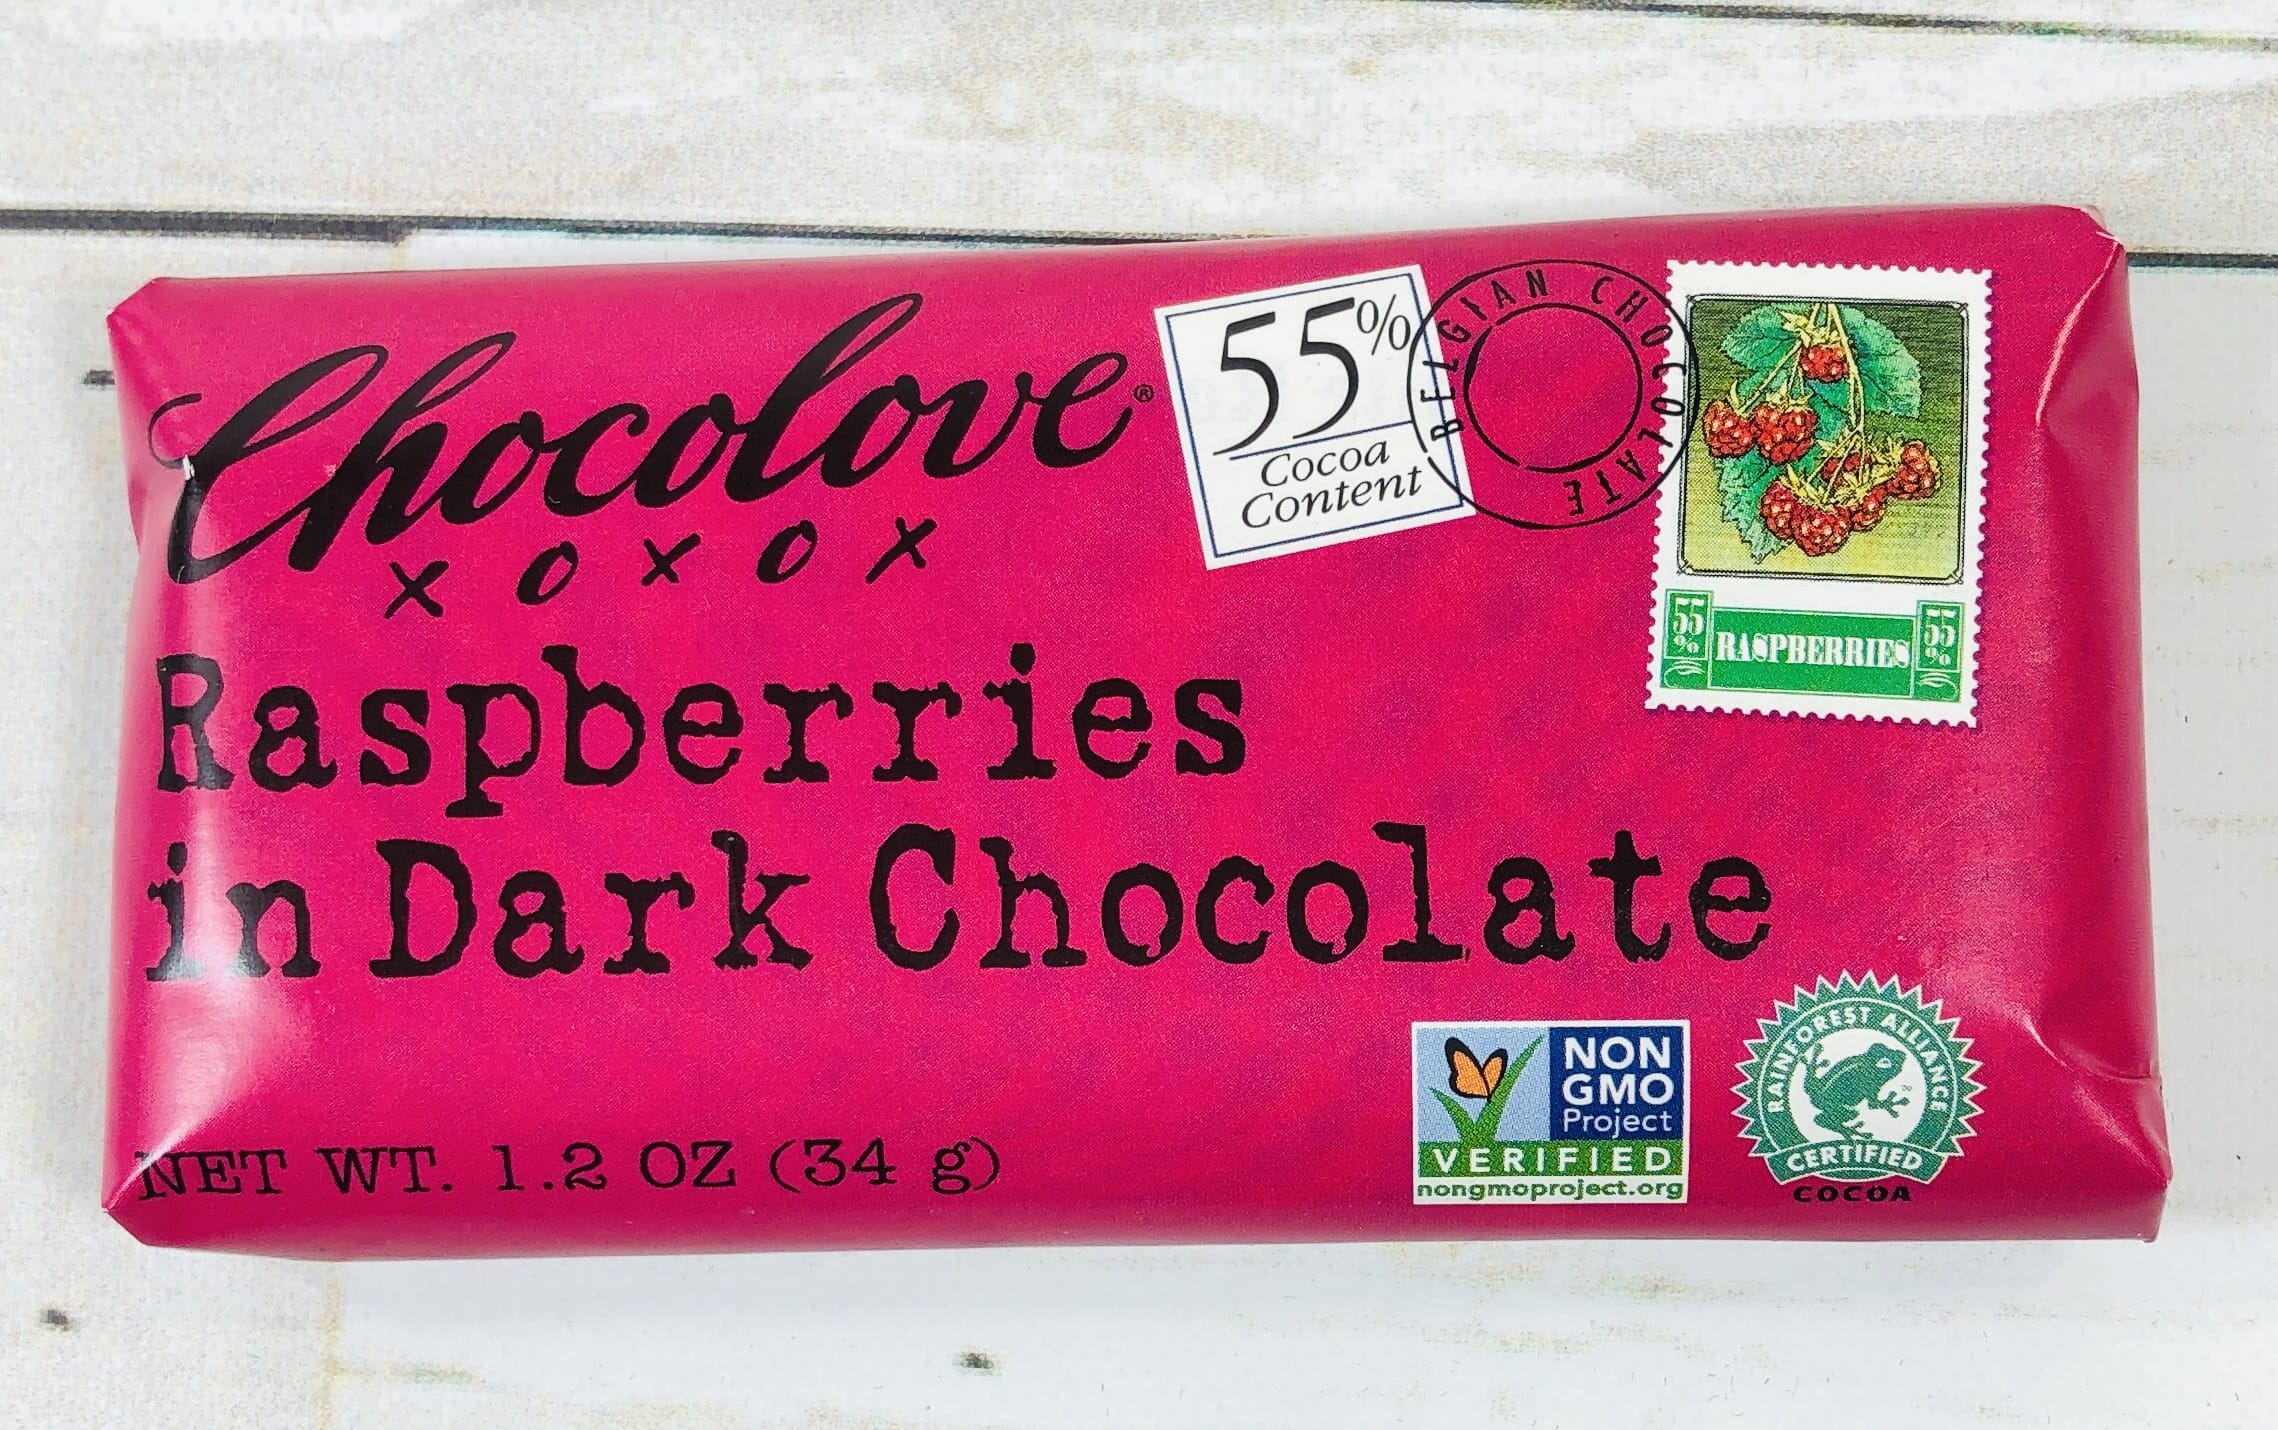 Chocolove®
xoxox
55%
Cocoa
Content
BELGIAN CHOCOLATE
55%
RASPBERRIES
55%
Raspberries
in Dark Chocolate
NET WT. 1.2 OZ (34 g)
NON
GMO
Project
VERIFIED
nongmoproject.org
RAINFOREST ALLIANCE
TM
CERTIFIED
COCOA